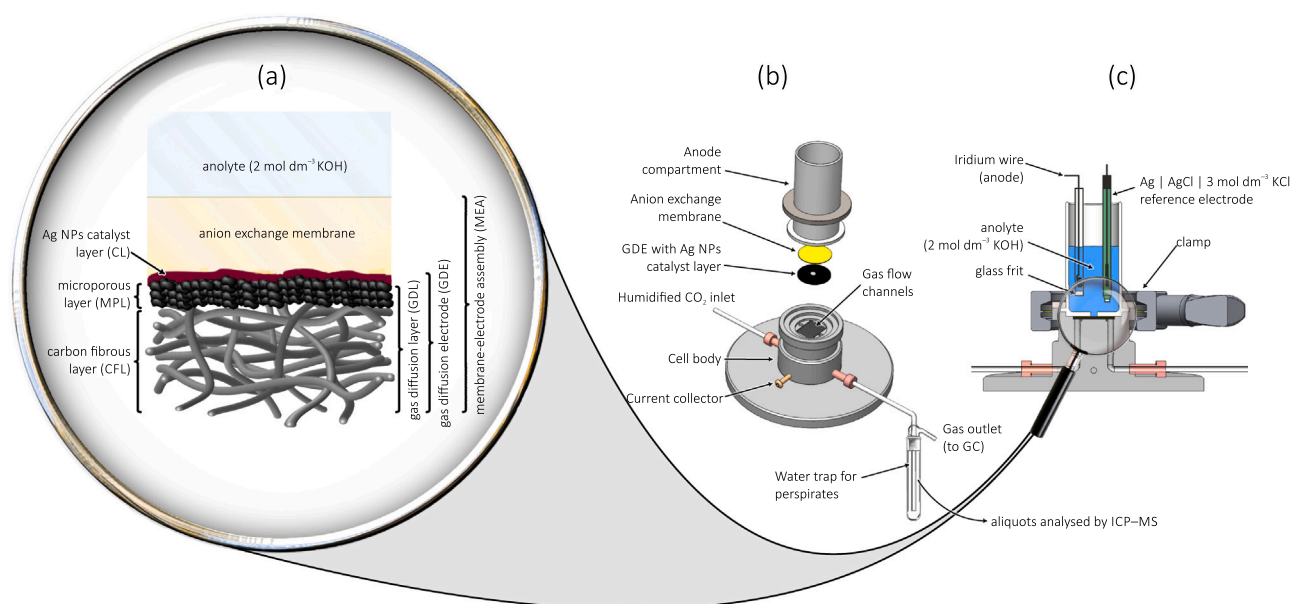 (a)
anolyte (2 mol dm⁻³ KOH)
anion exchange membrane
Ag NPs catalyst
layer (CL)
microporous
layer (MPL)
carbon fibrous
layer (CFL)
gas diffusion layer (GDL)
gas diffusion electrode (GDE)
membrane-electrode assembly (MEA)
(b)
Anode
compartment
Anion exchange
membrane
GDE with Ag NPs
catalyst layer
Gas flow
channels
Humidified CO₂ inlet
Cell body
Current collector
Gas outlet
(to GC)
Water trap for
perspirates
aliquots analysed by ICP–MS
(c)
Iridium wire
(anode)
Ag | AgCl | 3 mol dm⁻³ KCl
reference electrode
anolyte
(2 mol dm⁻³ KOH)
clamp
glass frit